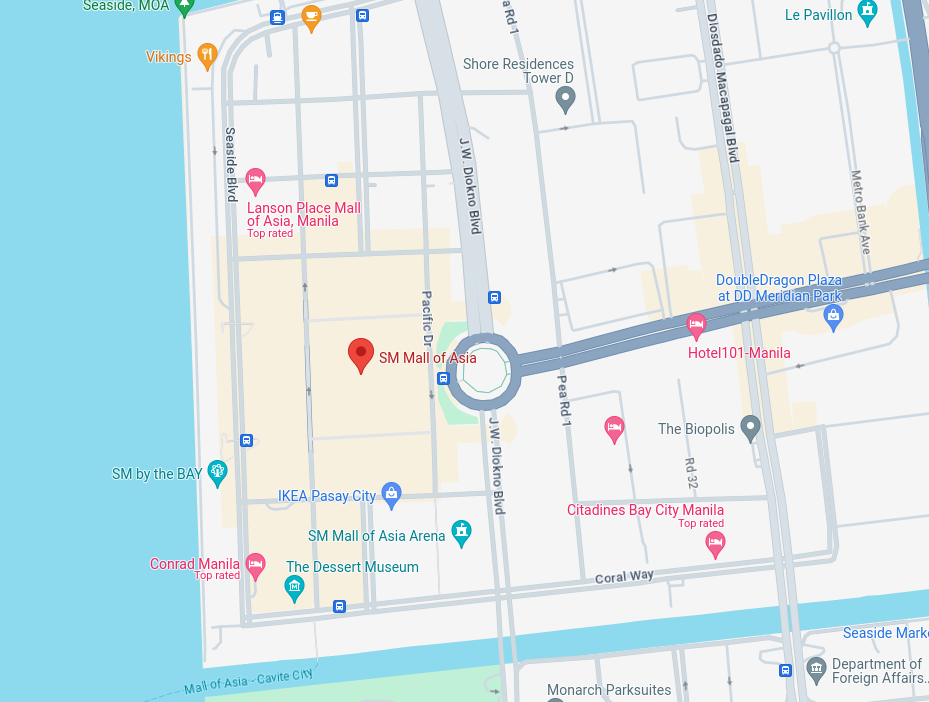 Seaside, MOA
a Rd 1
Diosdado Macapagal Blvd
Le Pavillon
Vikings
Shore Residences
Tower D
Seaside Blvd
J.W. Diokno Blvd
Metro Bank Ave
Lanson Place Mall
of Asia, Manila
Top rated
DoubleDragon Plaza
at DD Meridian Park
Pacific Dr
SM Mall of Asia
Hotel101-Manila
Pea Rd 1
J.W. Diokno Blvd
The Biopolis
Rd 32
SM by the BAY
IKEA Pasay City
Citadines Bay City Manila
Top rated
SM Mall of Asia Arena
Conrad Manila
Top rated
The Dessert Museum
Coral Way
Seaside Mark
Mall of Asia - Cavite City
Department of
Foreign Affairs..
Monarch Parksuites